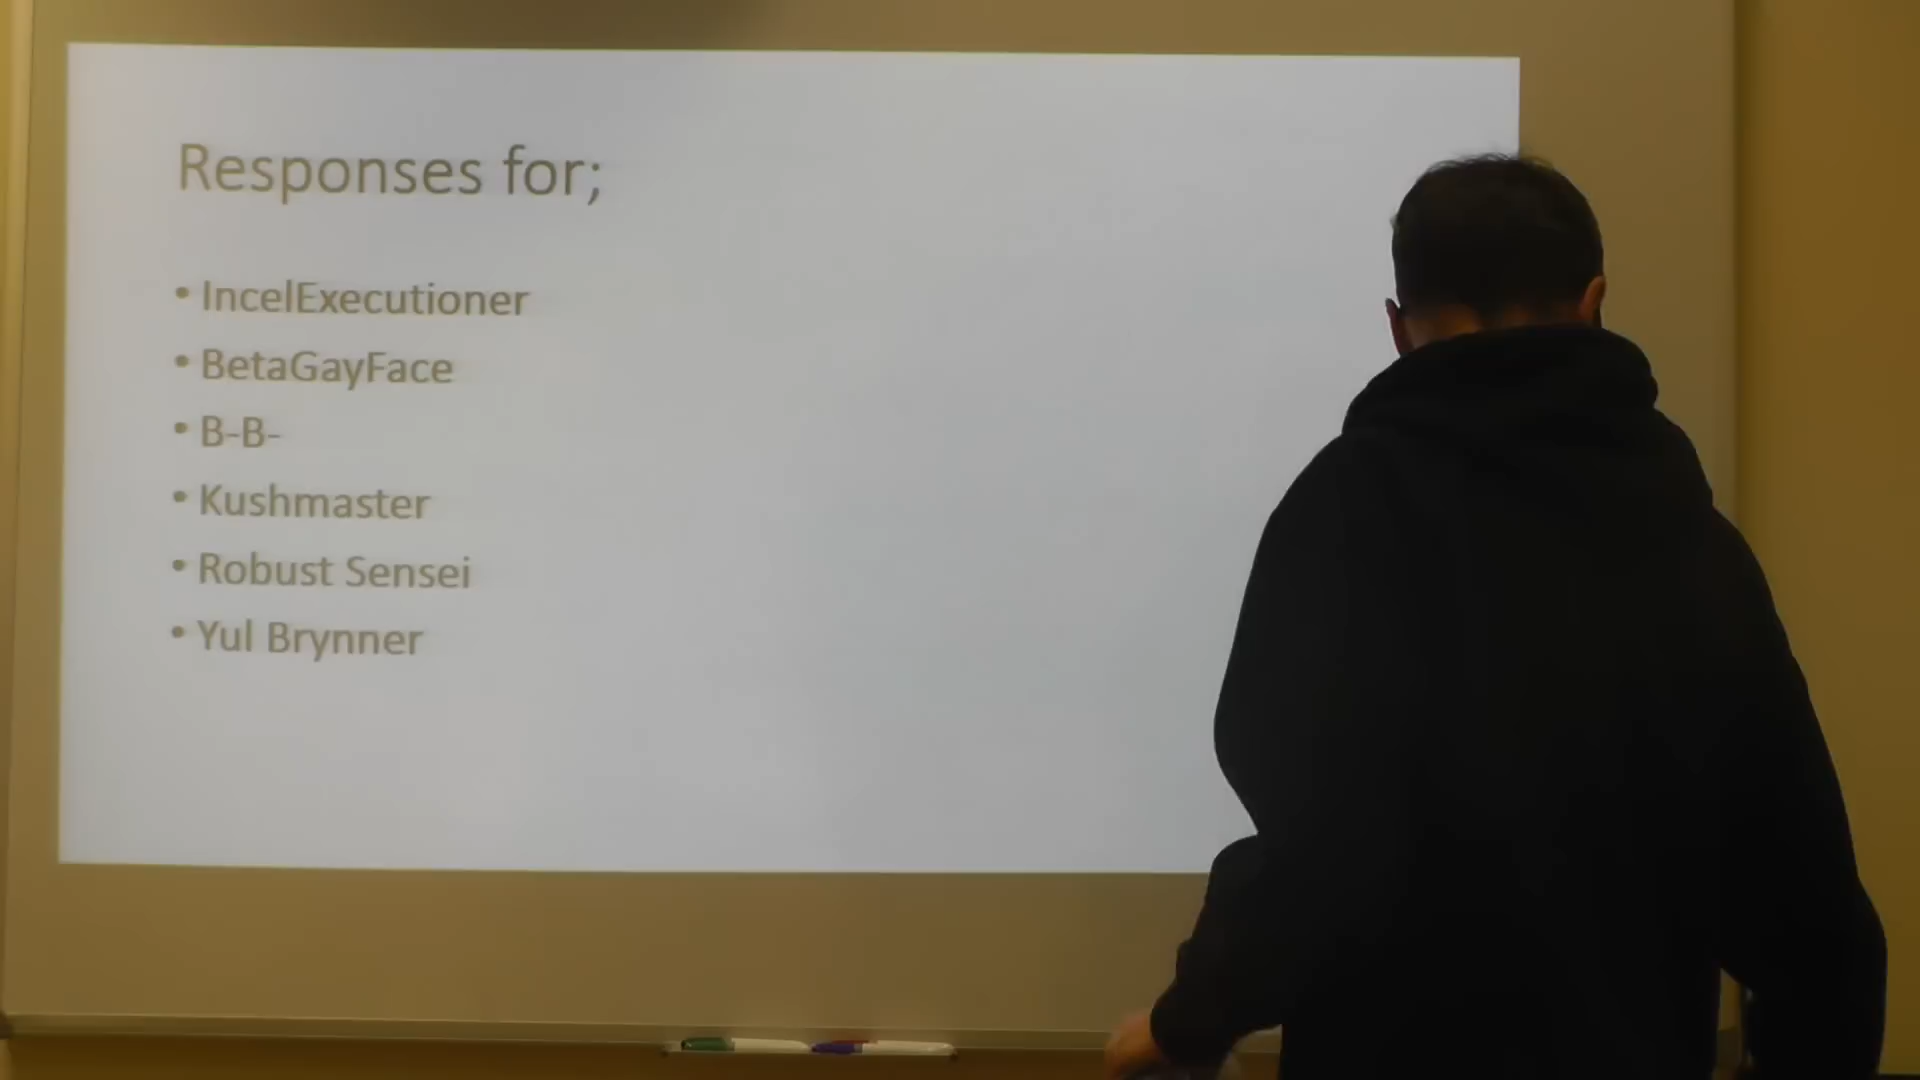 Responses for;
• IncelExecutioner
• BetaGayFace
• B-B-
• Kushmaster
• Robust Sensei
• Yul Brynner